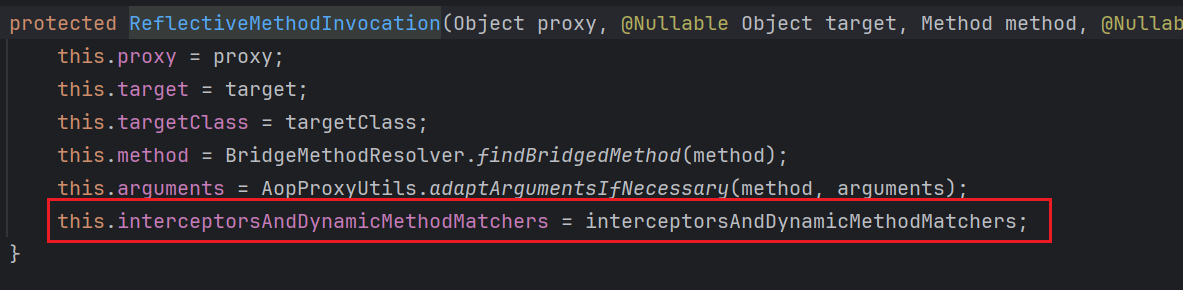 protected ReflectiveMethodInvocation(Object proxy, @Nullable Object target, Method method, @Nullab
this.proxy = proxy;
this.target = target;
this.targetClass = targetClass;
this.method = BridgeMethodResolver.findBridgedMethod(method);
this.arguments = AopProxyUtils.adaptArgumentsIfNecessary(method, arguments);
this.interceptorsAndDynamicMethodMatchers = interceptorsAndDynamicMethodMatchers;
}